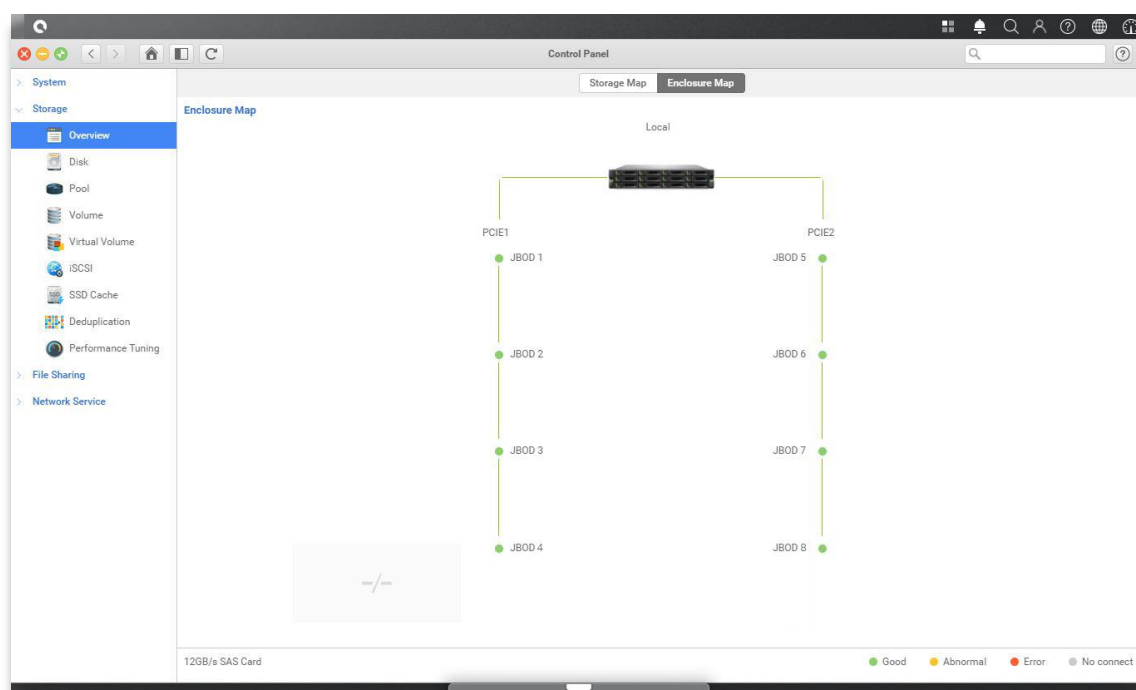 Control Panel
Storage Map Enclosure Map
System
Storage
Overview
Disk
Pool
Volume
Virtual Volume
iSCSI
SSD Cache
Deduplication
Performance Tuning
File Sharing
Network Service
Enclosure Map
Local
PCIE1 PCIE2
JBOD 1 JBOD 5
JBOD 2 JBOD 6
JBOD 3 JBOD 7
JBOD 4 JBOD 8
-/-
12GB/s SAS Card Good Abnormal Error No connect